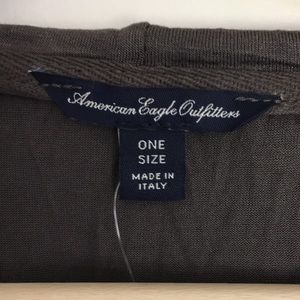 American Eagle Outfitters
ONE
SIZE
MADE IN
ITALY